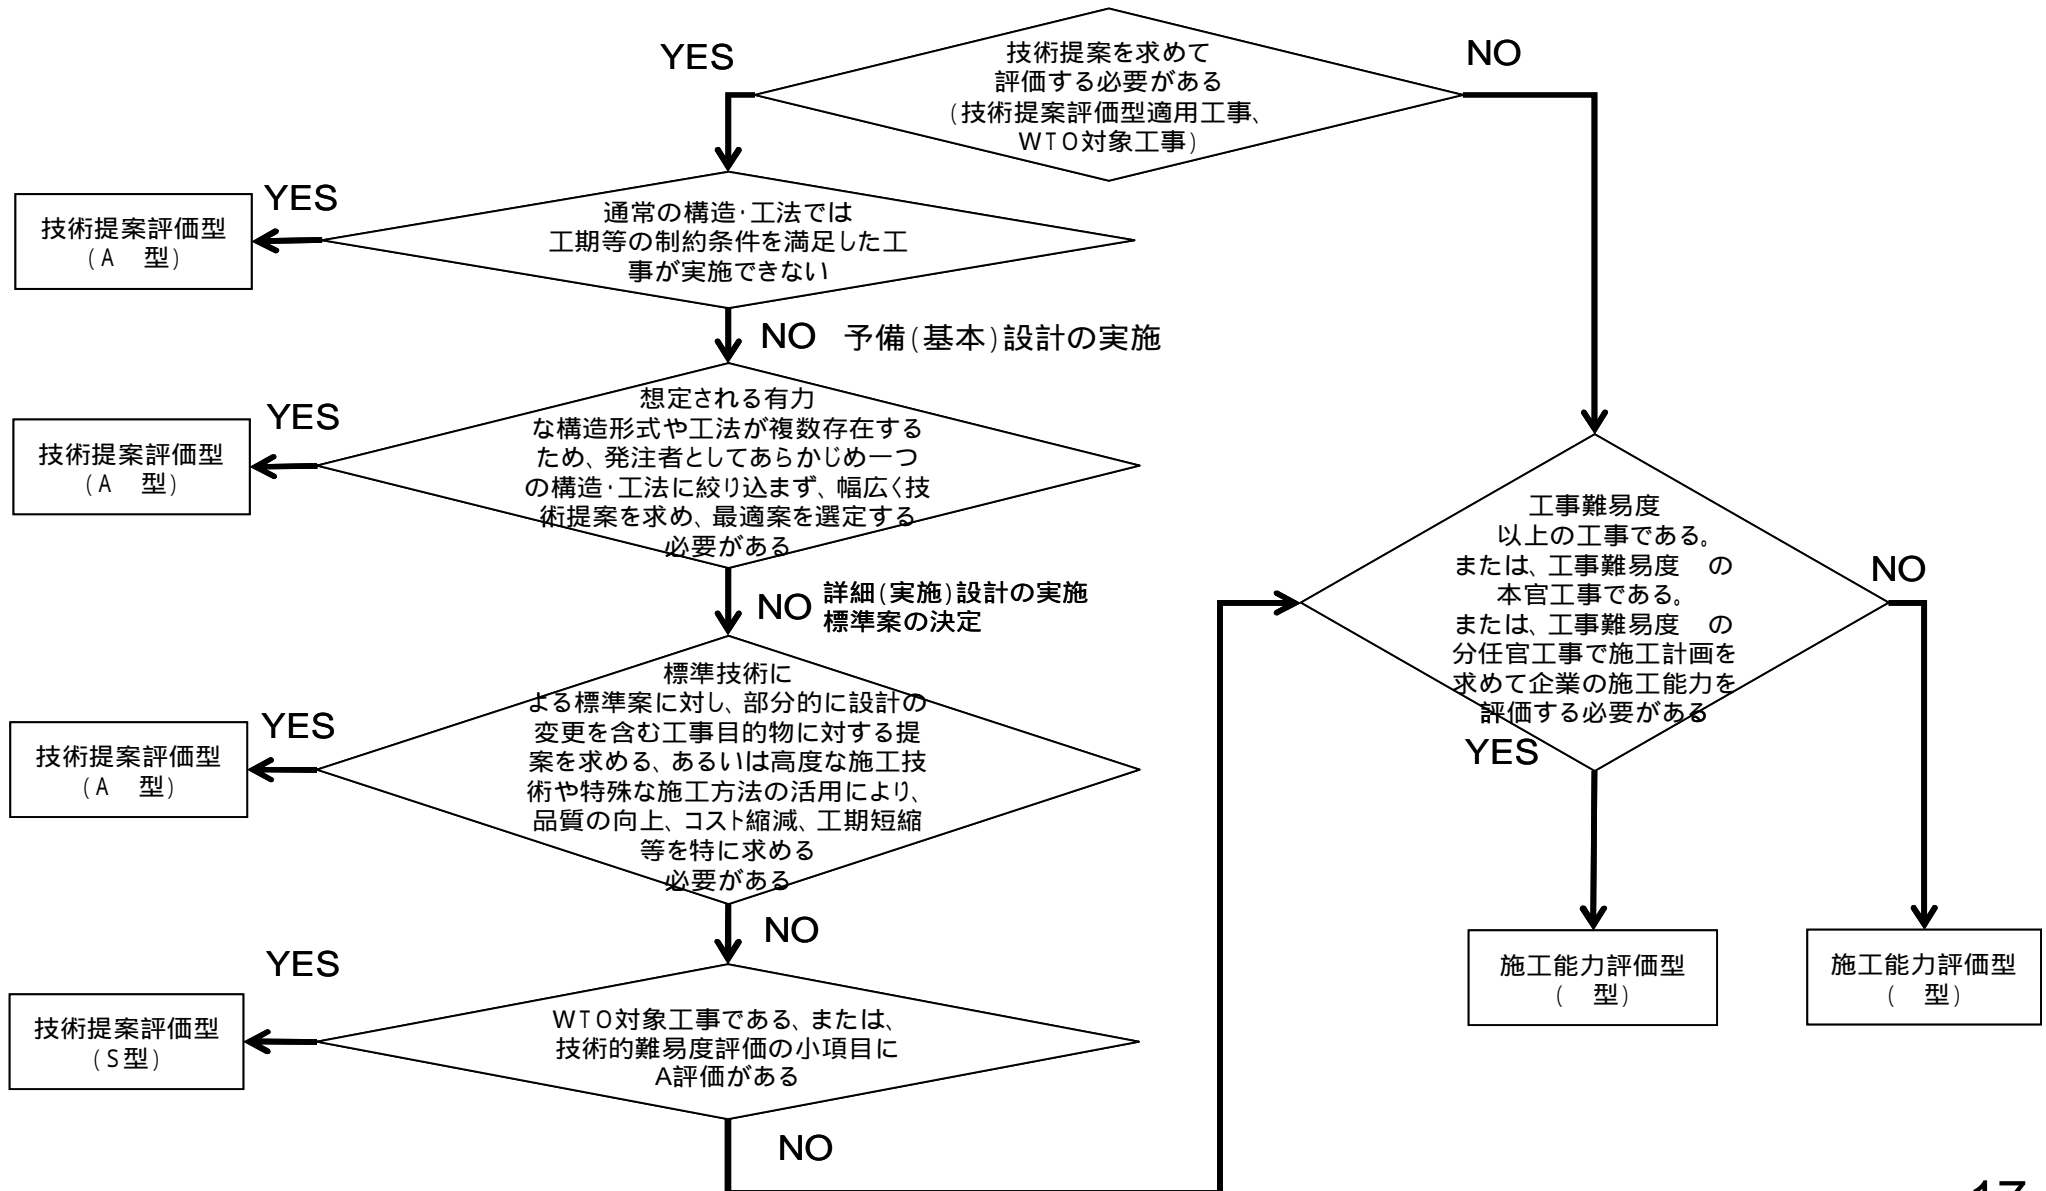 技術提案を求めて
評価する必要がある
(技術提案評価型適用工事、
WTO対象工事)
YES
NO
通常の構造・工法では
工期等の制約条件を満足した工
事が実施できない
YES
技術提案評価型
(A 型)
NO 予備(基本)設計の実施
想定される有力
な構造形式や工法が複数存在する
ため、発注者としてあらかじめ一つ
の構造・工法に絞り込まず、幅広く技
術提案を求め、最適案を選定する
必要がある
YES
技術提案評価型
(A 型)
NO 詳細(実施)設計の実施
標準案の決定
標準技術に
よる標準案に対し、部分的に設計の
変更を含む工事目的物に対する提
案を求める、あるいは高度な施工技
術や特殊な施工方法の活用により、
品質の向上、コスト縮減、工期短縮
等を特に求める
必要がある
YES
技術提案評価型
(A 型)
NO
WTO対象工事である、または、
技術的難易度評価の小項目に
A評価がある
YES
技術提案評価型
(S型)
NO
工事難易度
以上の工事である。
または、工事難易度 の
本官工事である。
または、工事難易度 の
分任官工事で施工計画を
求めて企業の施工能力を
評価する必要がある
YES
NO
施工能力評価型
( 型)
施工能力評価型
( 型)
17